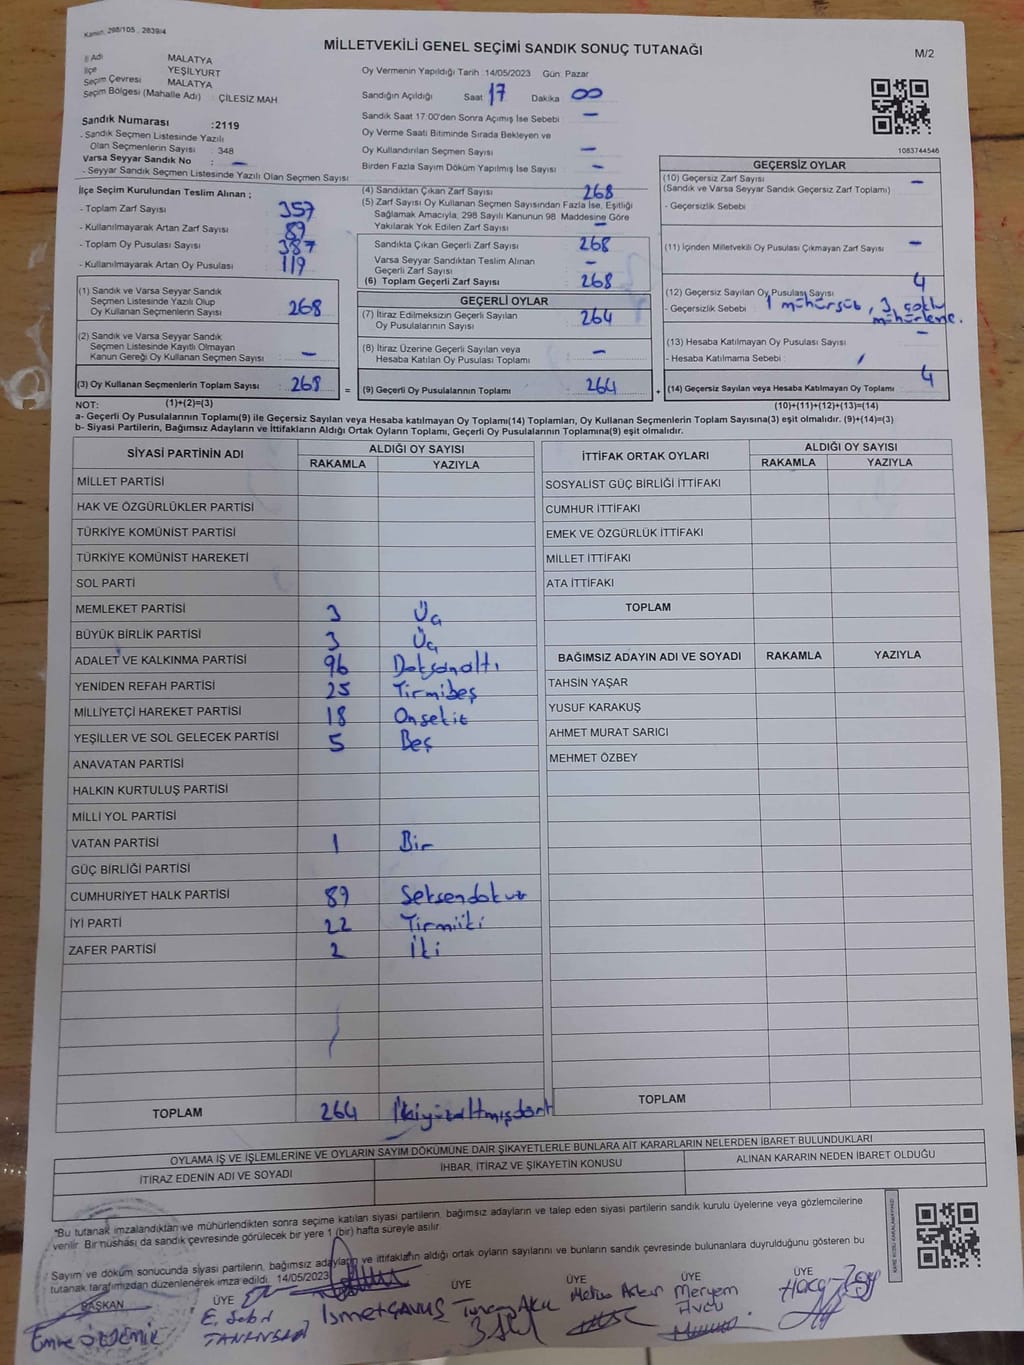 Kanun: 298/105 , 2839/4
MİLLETVEKİLİ GENEL SEÇİMİ SANDIK SONUÇ TUTANAĞI
M/2
İl Adı MALATYA
İlçe YEŞİLYURT
Seçim Çevresi MALATYA
Seçim Bölgesi (Mahalle Adı) : ÇİLESİZ MAH
Sandık Numarası :2119
- Sandık Seçmen Listesinde Yazılı
Olan Seçmenlerin Sayısı : 348
Varsa Seyyar Sandık No : –
- Seyyar Sandık Seçmen Listesinde Yazılı Olan Seçmen Sayısı
Oy Vermenin Yapıldığı Tarih :14/05/2023 Gün: Pazar
Sandığın Açıldığı Saat 17 Dakika 00
Sandık Saat 17:00'den Sonra Açımış İse Sebebi –
Oy Verme Saati Bitiminde Sırada Bekleyen ve
Oy Kullandırılan Seçmen Sayısı –
Birden Fazla Sayım Döküm Yapılmış İse Sayısı –
1083744546
İlçe Seçim Kurulundan Teslim Alınan ;
- Toplam Zarf Sayısı 357
- Kullanılmayarak Artan Zarf Sayısı 89
- Toplam Oy Pusulası Sayısı 387
- Kullanılmayarak Artan Oy Pusulası 119
(1) Sandık ve Varsa Seyyar Sandık
Seçmen Listesinde Yazılı Olup
Oy Kullanan Seçmenlerin Sayısı 268
(2) Sandık ve Varsa Seyyar Sandık
Seçmen Listesinde Kayıtlı Olmayan
Kanun Gereği Oy Kullanan Seçmen Sayısı –
(3) Oy Kullanan Seçmenlerin Toplam Sayısı 268 =
(4) Sandıktan Çıkan Zarf Sayısı 268
(5) Zarf Sayısı Oy Kullanan Seçmen Sayısından Fazla İse, Eşitliği
Sağlamak Amacıyla; 298 Sayılı Kanunun 98. Maddesine Göre
Yakılarak Yok Edilen Zarf Sayısı –
Sandıkta Çıkan Geçerli Zarf Sayısı 268
Varsa Seyyar Sandıktan Teslim Alınan
Geçerli Zarf Sayısı –
(6) Toplam Geçerli Zarf Sayısı 268
GEÇERLİ OYLAR
(7) İtiraz Edilmeksizin Geçerli Sayılan
Oy Pusulalarının Sayısı 264
(8) İtiraz Üzerine Geçerli Sayılan veya
Hesaba Katılan Oy Pusulası Toplamı –
(9) Geçerli Oy Pusulalarının Toplamı 264 +
GEÇERSİZ OYLAR
(10) Geçersiz Zarf Sayısı –
(Sandık ve Varsa Seyyar Sandık Geçersiz Zarf Toplamı)
- Geçersizlik Sebebi
(11) İçinden Milletvekili Oy Pusulası Çıkmayan Zarf Sayısı –
(12) Geçersiz Sayılan Oy Pusulası Sayısı 4
- Geçersizlik Sebebi : 1 mühürsüb, 3 çoklu
mühürleme.
(13) Hesaba Katılmayan Oy Pusulası Sayısı –
- Hesaba Katılmama Sebebi :
(14) Geçersiz Sayılan veya Hesaba Katılmayan Oy Toplamı 4
NOT: (1)+(2)=(3)
(10)+(11)+(12)+(13)=(14)
a- Geçerli Oy Pusulalarının Toplamı(9) ile Geçersiz Sayılan veya Hesaba katılmayan Oy Toplamı(14) Toplamları, Oy Kullanan Seçmenlerin Toplam Sayısına(3) eşit olmalıdır. (9)+(14)=(3)
b- Siyasi Partilerin, Bağımsız Adayların ve İttifakların Aldığı Ortak Oyların Toplamı, Geçerli Oy Pusulalarının Toplamına(9) eşit olmalıdır.
SİYASİ PARTİNİN ADI ALDIĞI OY SAYISI
RAKAMLA YAZIYLA
MİLLET PARTİSİ
HAK VE ÖZGÜRLÜKLER PARTİSİ
TÜRKİYE KOMÜNİST PARTİSİ
TÜRKİYE KOMÜNİST HAREKETİ
SOL PARTİ
MEMLEKET PARTİSİ 3 Üç
BÜYÜK BİRLİK PARTİSİ 3 Üç
ADALET VE KALKINMA PARTİSİ 96 Doksanaltı
YENİDEN REFAH PARTİSİ 25 Yirmibeş
MİLLİYETÇİ HAREKET PARTİSİ 18 Onsekiz
YEŞİLLER VE SOL GELECEK PARTİSİ 5 Beş
ANAVATAN PARTİSİ
HALKIN KURTULUŞ PARTİSİ
MİLLİ YOL PARTİSİ
VATAN PARTİSİ 1 Bir
GÜÇ BİRLİĞİ PARTİSİ
CUMHURİYET HALK PARTİSİ 89 Seksendokuz
İYİ PARTİ 22 Yirmiiki
ZAFER PARTİSİ 2 İki
TOPLAM 264 İkiyüzaltmışdört
İTTİFAK ORTAK OYLARI ALDIĞI OY SAYISI
RAKAMLA YAZIYLA
SOSYALİST GÜÇ BİRLİĞİ İTTİFAKI
CUMHUR İTTİFAKI
EMEK VE ÖZGÜRLÜK İTTİFAKI
MİLLET İTTİFAKI
ATA İTTİFAKI
TOPLAM
BAĞIMSIZ ADAYIN ADI VE SOYADI RAKAMLA YAZIYLA
TAHSİN YAŞAR
YUSUF KARAKUŞ
AHMET MURAT SARICI
MEHMET ÖZBEY
TOPLAM
OYLAMA İŞ VE İŞLEMLERİNE VE OYLARIN SAYIM DÖKÜMÜNE DAİR ŞİKAYETLERLE BUNLARA AİT KARARLARIN NELERDEN İBARET BULUNDUKLARI
İTİRAZ EDENİN ADI VE SOYADI İHBAR, İTİRAZ VE ŞİKAYETİN KONUSU ALINAN KARARIN NEDEN İBARET OLDUĞU
"Bu tutanak imzalandıktan ve mühürlendikten sonra seçime katılan siyasi partilerin, bağımsız adayların ve talep eden siyasi partilerin sandık kurulu üyelerine veya gözlemcilerine
verilir. Bir nüshası da sandık çevresinde görülecek bir yere 1 (bir) hafta süreyle asılır.
Sayım ve döküm sonucunda siyasi partilerin, bağımsız adayların ve ittifakların aldığı ortak oyların sayılarını ve bunların sandık çevresinde bulunanlara duyrulduğunu gösteren bu
tutanak tarafımızdan düzenlenerek imza edildi. 14/05/2023
BAŞKAN ÜYE ÜYE ÜYE ÜYE ÜYE
Emre
İsmet ÇAVUŞ
Meryem
Avcu